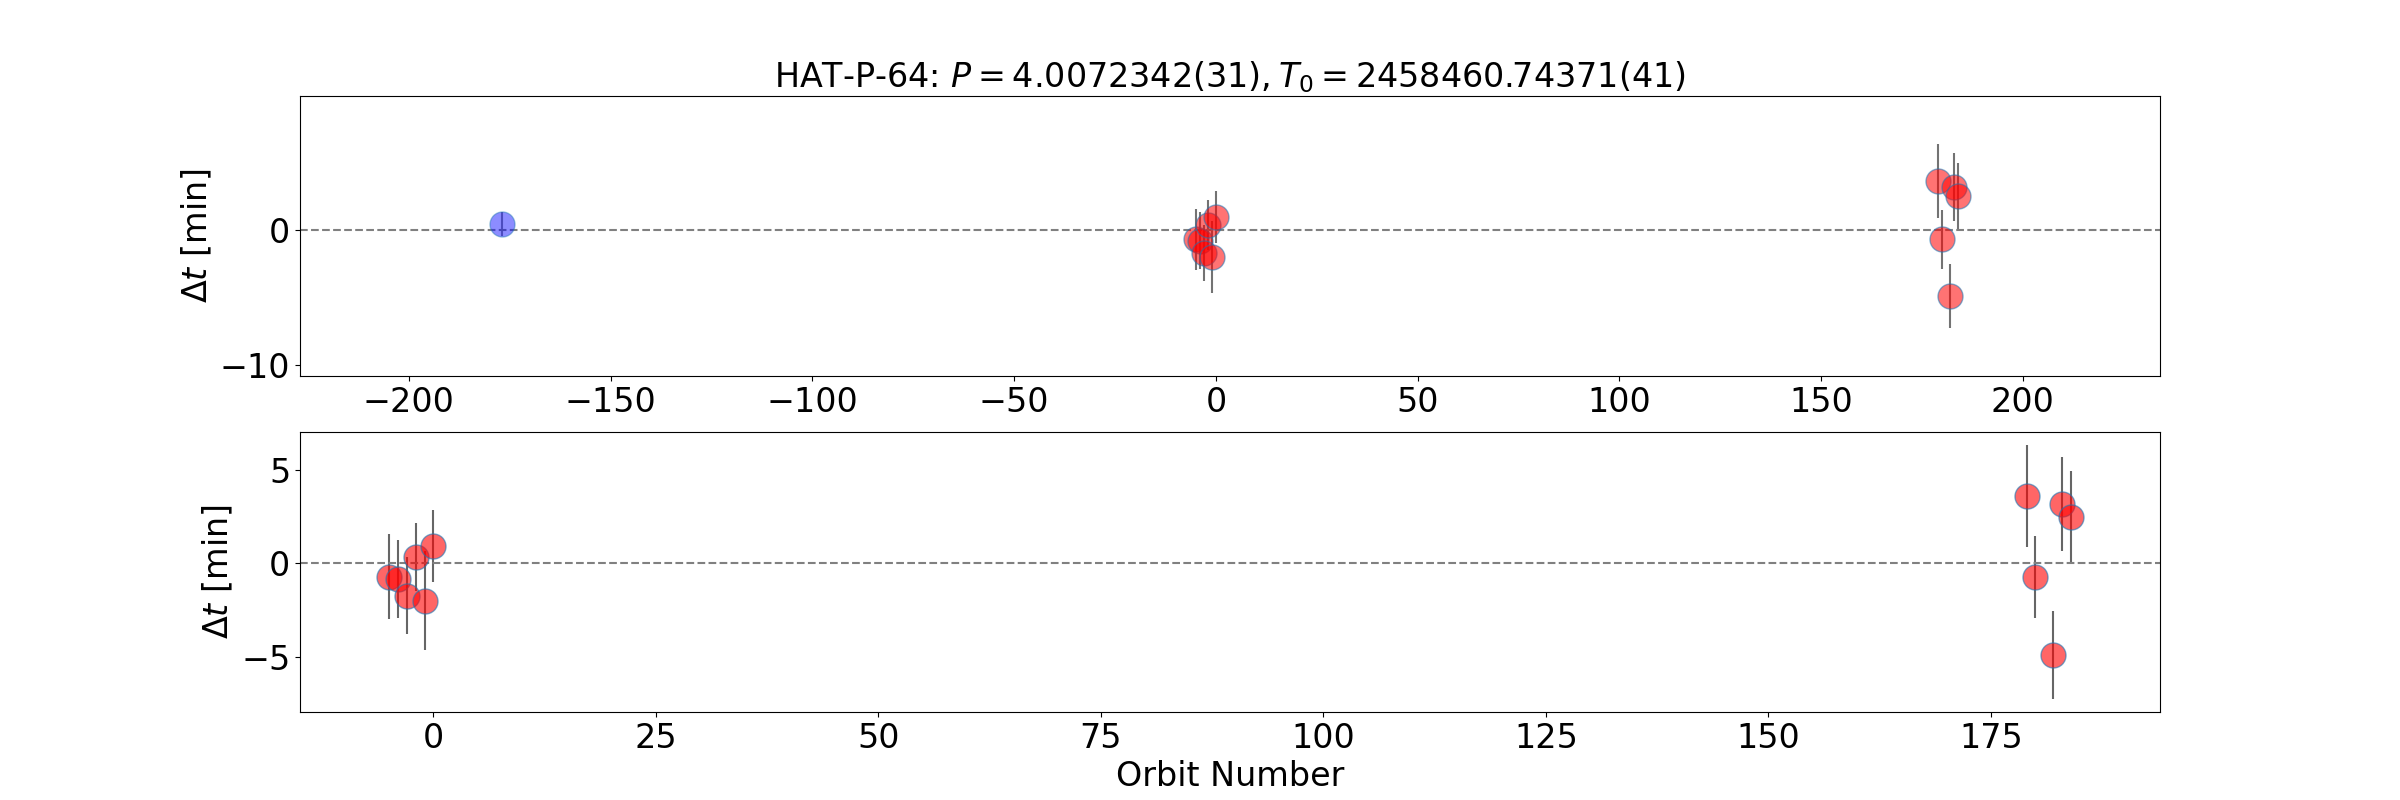 HAT-P-64: P = 4.0072342(31), T₀ = 2458460.74371(41)
Δt [min]
0
−10
−200 −150 −100 −50 0 50 100 150 200
Δt [min]
5
0
−5
0 25 50 75 100 125 150 175
Orbit Number